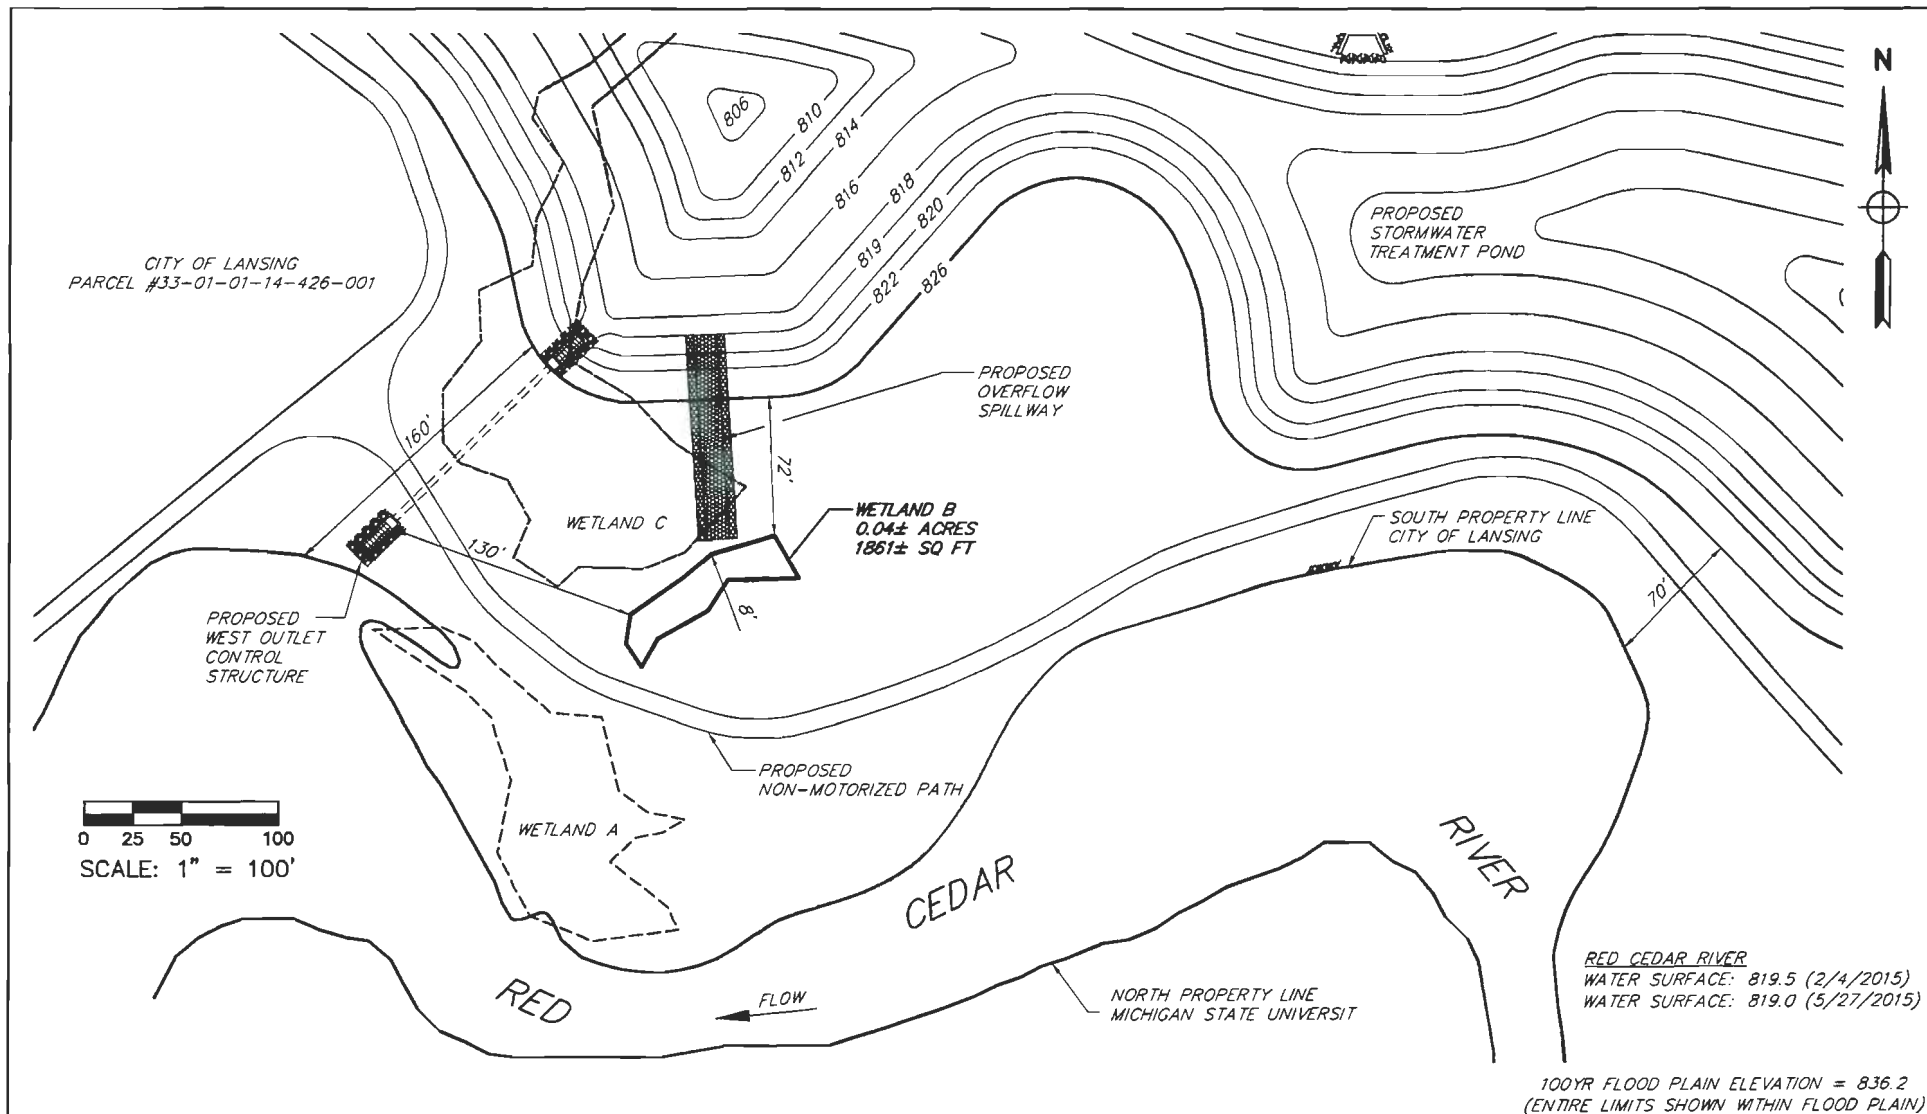 N
806
810
812
814
816
818
819
820
822
826
CITY OF LANSING
PARCEL #33-01-01-14-426-001
PROPOSED
STORMWATER
TREATMENT POND
PROPOSED
OVERFLOW
SPILLWAY
160'
72'
WETLAND C
WETLAND B
0.04± ACRES
1861± SQ FT
SOUTH PROPERTY LINE
CITY OF LANSING
130'
8'
70'
PROPOSED
WEST OUTLET
CONTROL
STRUCTURE
PROPOSED
NON-MOTORIZED PATH
WETLAND A
0 25 50 100
SCALE: 1" = 100'
RED CEDAR RIVER
FLOW
NORTH PROPERTY LINE
MICHIGAN STATE UNIVERSIT
RED CEDAR RIVER
WATER SURFACE: 819.5 (2/4/2015)
WATER SURFACE: 819.0 (5/27/2015)
100YR FLOOD PLAIN ELEVATION = 836.2
(ENTIRE LIMITS SHOWN WITHIN FLOOD PLAIN)